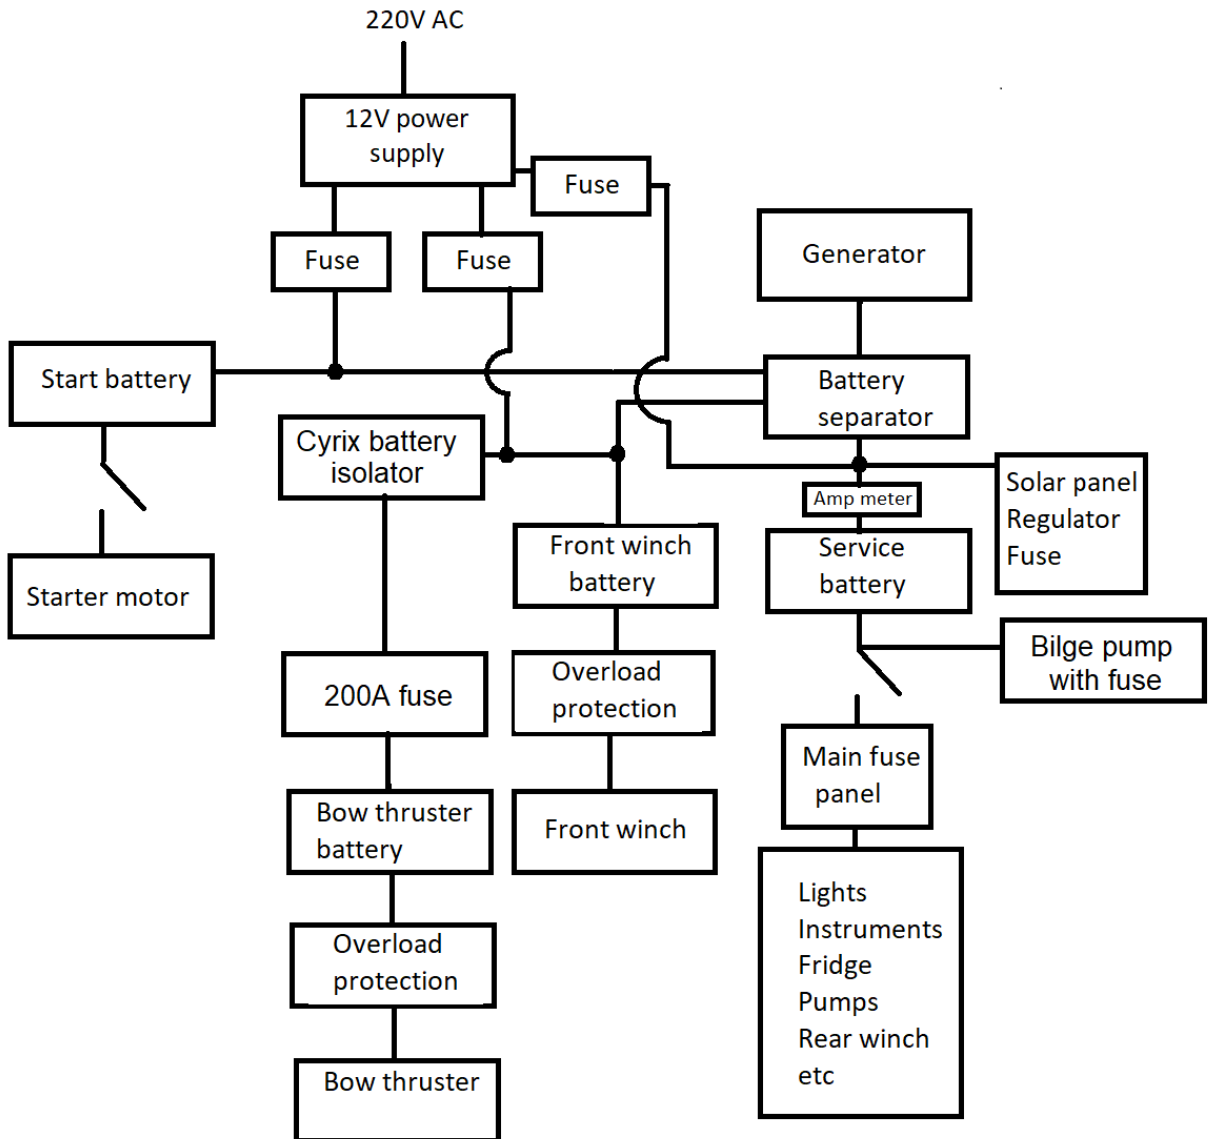 220V AC
12V power
supply
Fuse
Fuse
Fuse
Generator
Start battery
Battery
separator
Cyrix battery
isolator
Solar panel
Regulator
Fuse
Amp meter
Front winch
battery
Service
battery
Starter motor
Bilge pump
with fuse
200A fuse
Overload
protection
Main fuse
panel
Bow thruster
battery
Front winch
Lights
Instruments
Fridge
Pumps
Rear winch
etc
Overload
protection
Bow thruster